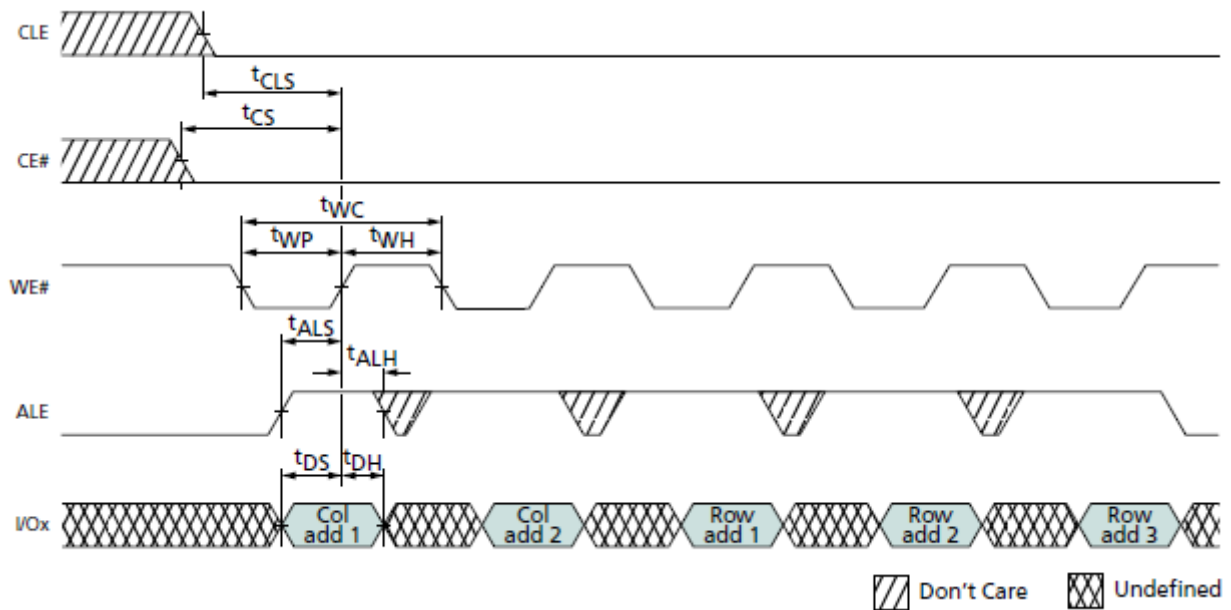 CLE
tCLS
tCS
CE#
tWC
tWP
tWH
WE#
tALS
tALH
ALE
tDS
tDH
I/Ox
Col
add 1
Col
add 2
Row
add 1
Row
add 2
Row
add 3
Don't Care
Undefined